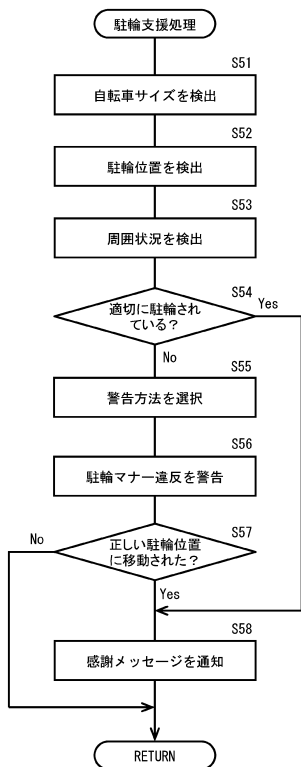 駐輪支援処理
S51
自転車サイズを検出
S52
駐輪位置を検出
S53
周囲状況を検出
S54
適切に駐輪され
ている？
Yes
No
S55
警告方法を選択
S56
駐輪マナー違反を警告
S57
正しい駐輪位置
に移動された？
No
Yes
S58
感謝メッセージを通知
RETURN